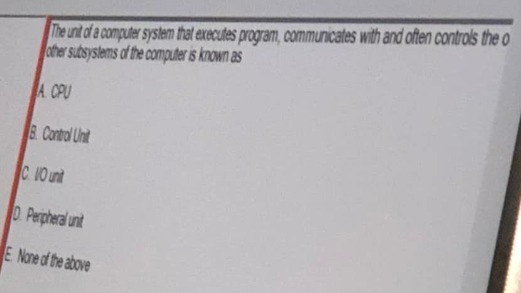 The unit of a computer system that executes program, communicates with and often controls the o
other subsystems of the computer is known as
A. CPU
B. Control Unit
C. I/O unit
D. Peripheral unit
E. None of the above